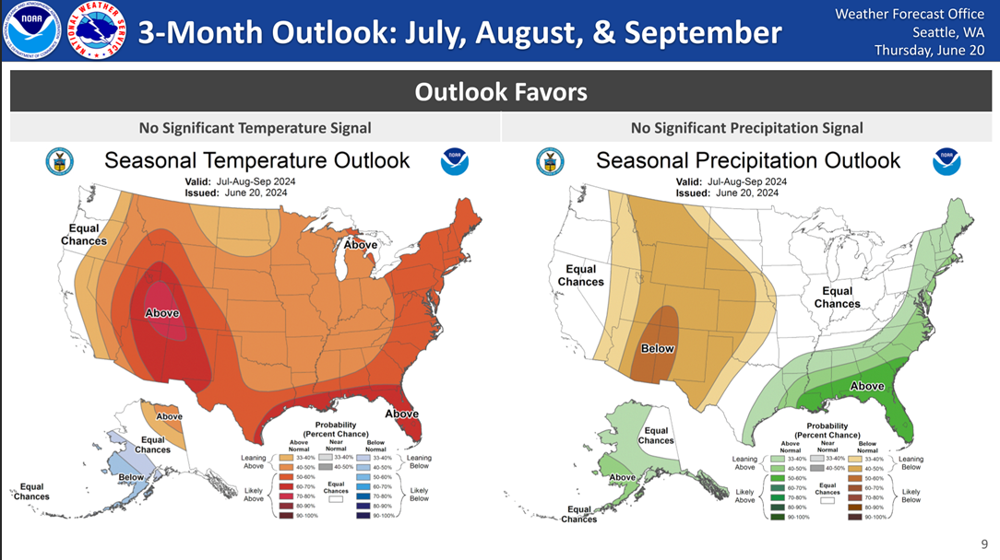 NOAA
NATIONAL WEATHER SERVICE
3-Month Outlook: July, August, & September
Weather Forecast Office
Seattle, WA
Thursday, June 20
Outlook Favors
No Significant Temperature Signal
Seasonal Temperature Outlook
Valid: Jul-Aug-Sep 2024
Issued: June 20, 2024
Equal
Chances
Above
Above
Above
Above
Equal
Chances
Below
Equal
Chances
Probability
(Percent Chance)
Above Normal
Near Normal
Below Normal
Leaning Above
33-40% 33-40% 33-40%
40-50% 40-50% 40-50%
Leaning Below
Likely Above
50-60% 50-60%
60-70% Equal Chances 60-70%
70-80% 70-80%
80-90% 80-90%
90-100% 90-100%
Likely Below
No Significant Precipitation Signal
Seasonal Precipitation Outlook
NOAA
Valid: Jul-Aug-Sep 2024
Issued: June 20, 2024
Equal
Chances
Equal
Chances
Below
Above
Equal
Chances
Above
Equal
Chances
Probability
(Percent Chance)
Above Normal
Near Normal
Below Normal
Leaning Above
33-40% 33-40% 33-40%
40-50% 40-50% 40-50%
Leaning Below
Likely Above
50-60% 50-60%
60-70% Equal Chances 60-70%
70-80% 70-80%
80-90% 80-90%
90-100% 90-100%
Likely Below
9